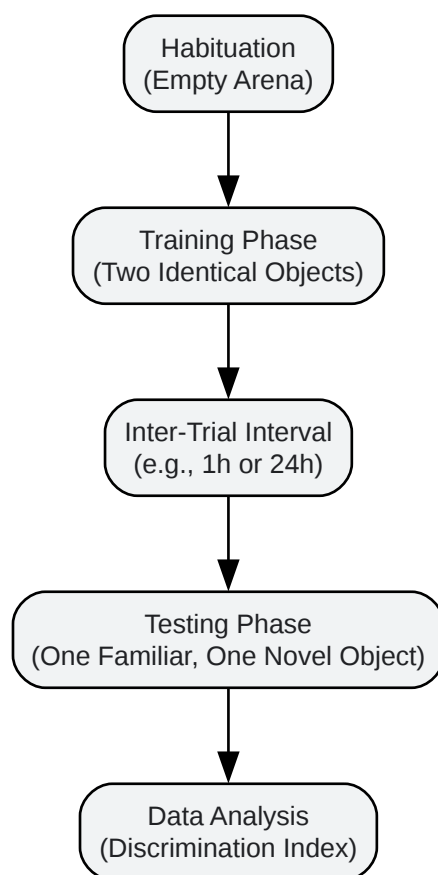 Habituation
(Empty Arena)
Training Phase
(Two Identical Objects)
Inter-Trial Interval
(e.g., 1h or 24h)
Testing Phase
(One Familiar, One Novel Object)
Data Analysis
(Discrimination Index)